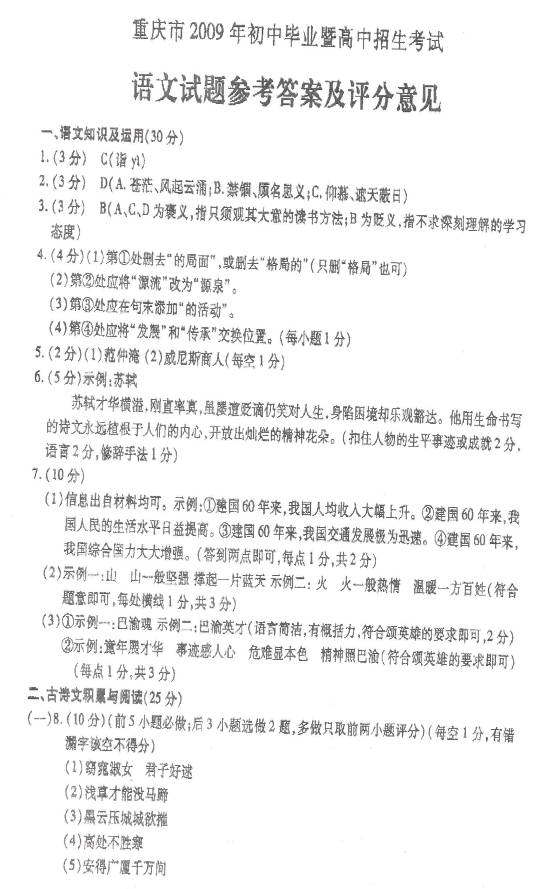 重庆市2009年初中毕业暨高中招生考试
语文试题参考答案及评分意见
一、语文知识及运用(30分)
1.(3分) C(诣yì)
2.(3分) D(A.苍茫、风起云涌;B.禁锢、顾名思义;C.仰慕、遮天蔽日)
3.(3分) B(A、C、D为褒义,指只须观其大意的读书方法;B为贬义,指不求深刻理解的学习
态度)
4.(4分)(1)第①处删去“的局面”,或删去“格局的”(只删“格局”也可)
(2)第②处应将“源流”改为“源泉”。
(3)第③处应在句末添加“的活动”。
(4)第④处应将“发展”和“传承”交换位置。(每小题1分)
5.(2分)(1)范仲淹 (2)威尼斯商人(每空1分)
6.(5分)示例:苏轼
苏轼才华横溢,刚直率真,虽屡遭贬谪仍笑对人生,身陷困境却乐观豁达。他用生命书写
的诗文永远植根于人们的内心,开放出灿烂的精神花朵。(扣住人物的生平事迹或成就2分,
语言2分,修辞手法1分)
7.(10分)
(1)信息出自材料均可。示例:①建国60年来,我国人均收入大幅上升。②建国60年来,我
国人民的生活水平日益提高。③建国60年来,我国交通发展极为迅速。④建国60年来,
我国综合国力大大增强。(答到两点即可,每点1分,共2分)
(2)示例一:山 山一般坚强 撑起一片蓝天 示例二: 火 火一般热情 温暖一方百姓(符合
题意即可,每处横线1分,共3分)
(3)①示例一:巴渝魂 示例二:巴渝英才(语言简洁,有概括力,符合颂英雄的要求即可,2分)
②示例:童年展才华 事迹感人心 危难显本色 精神照巴渝(符合颂英雄的要求即可)
(每点1分,共3分)
二、古诗文积累与阅读(25分)
(一)8.(10分)(前5小题必做;后3小题选做2题,多做只取前两小题评分)(每空1分,有错
漏字该空不得分)
(1)窈窕淑女 君子好逑
(2)浅草才能没马蹄
(3)黑云压城城欲摧
(4)高处不胜寒
(5)安得广厦千万间